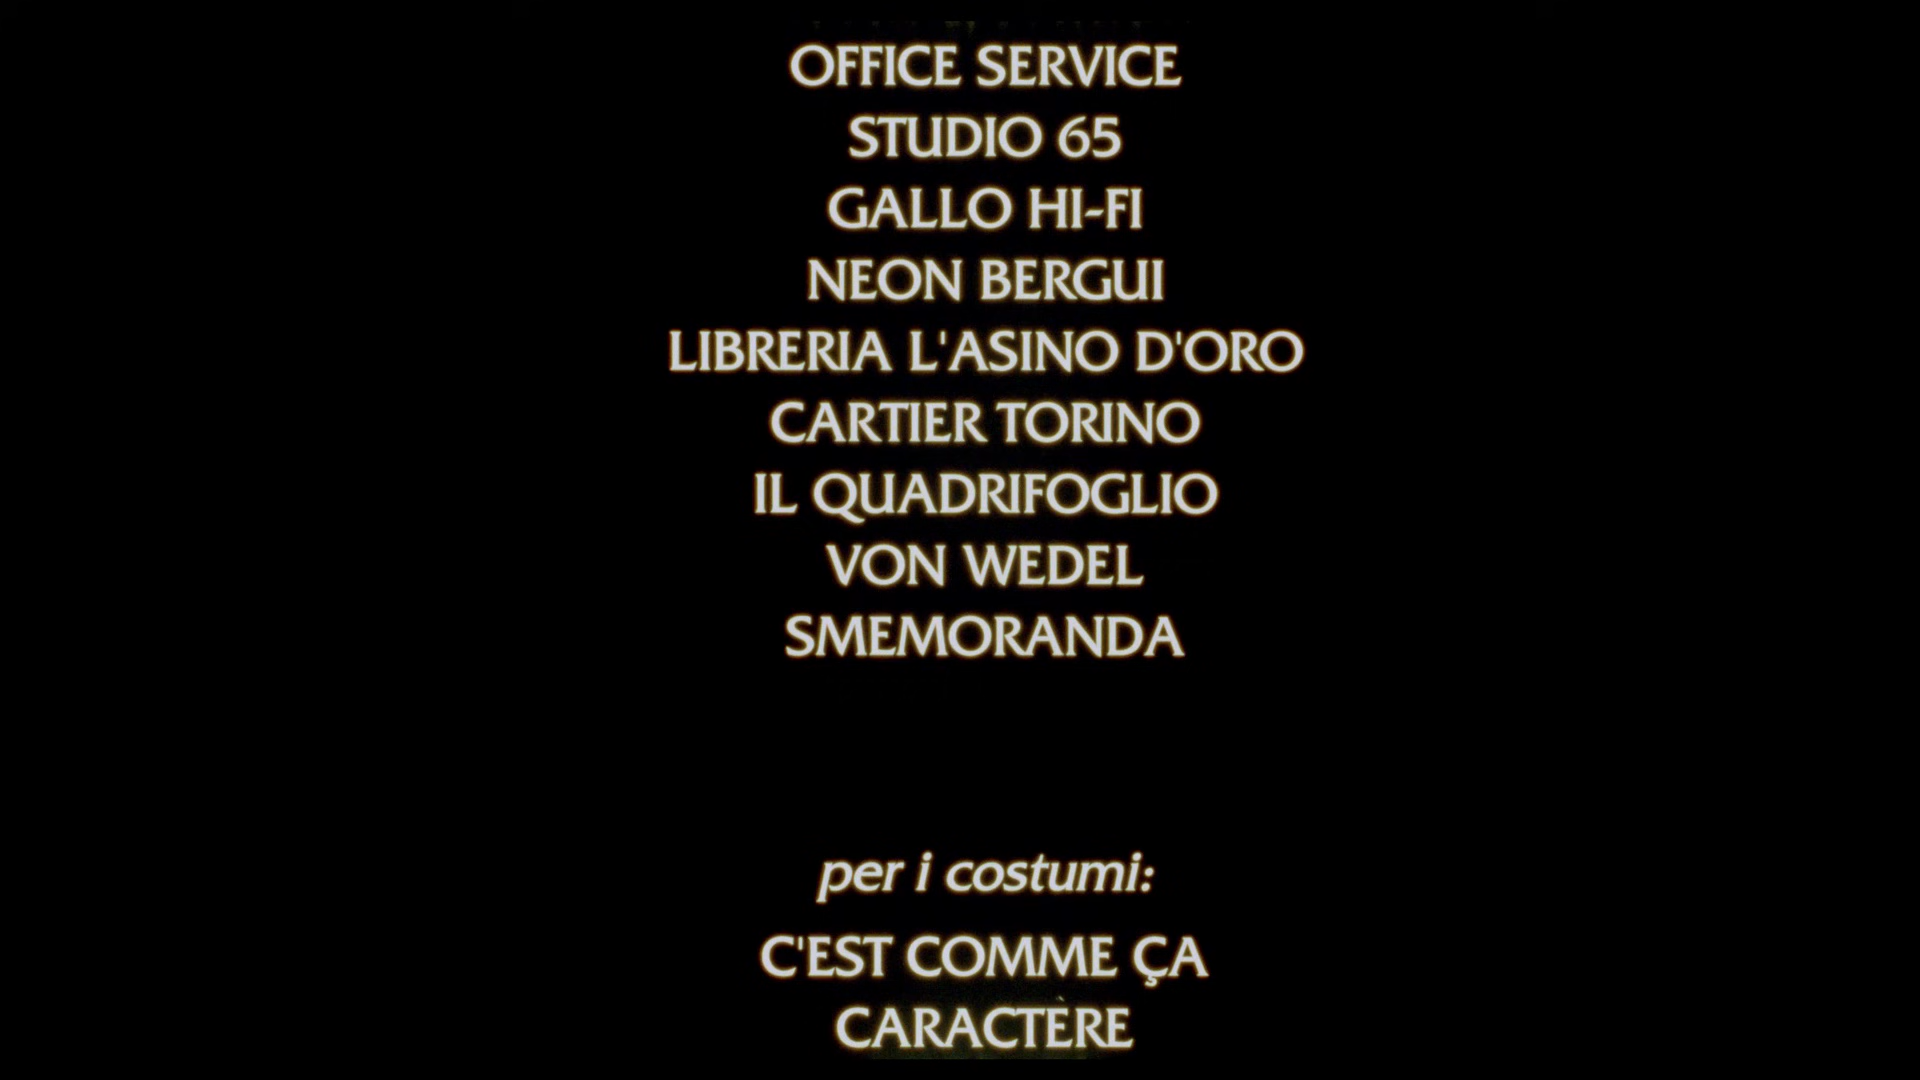 OFFICE SERVICE
STUDIO 65
GALLO HI-FI
NEON BERGUI
LIBRERIA L'ASINO D'ORO
CARTIER TORINO
IL QUADRIFOGLIO
VON WEDEL
SMEMORANDA
per i costumi:
C'EST COMME ÇA
CARACTÈRE